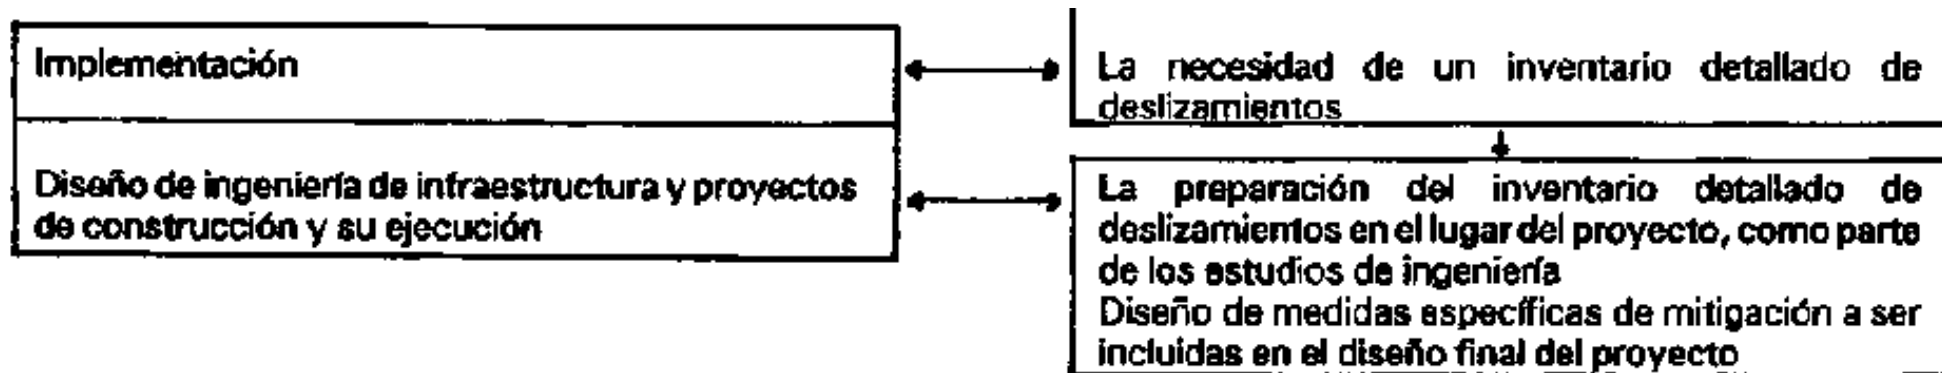 Implementación
Diseño de ingeniería de infraestructura y proyectos
de construcción y su ejecución
La necesidad de un inventario detallado de
deslizamientos
La preparación del inventario detallado de
deslizamientos en el lugar del proyecto, como parte
de los estudios de ingeniería
Diseño de medidas específicas de mitigación a ser
incluidas en el diseño final del proyecto